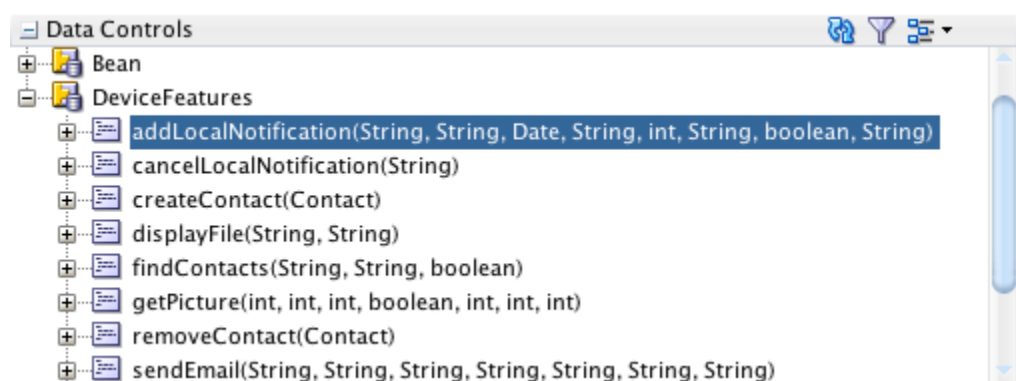 Data Controls
Bean
DeviceFeatures
addLocalNotification(String, String, Date, String, int, String, boolean, String)
cancelLocalNotification(String)
createContact(Contact)
displayFile(String, String)
findContacts(String, String, boolean)
getPicture(int, int, int, boolean, int, int, int)
removeContact(Contact)
sendEmail(String, String, String, String, String, String, String)